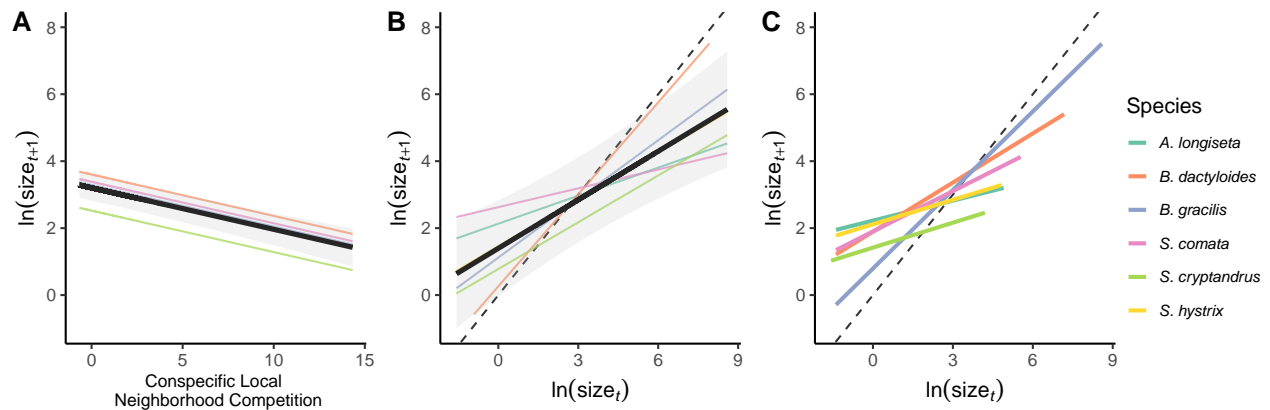 A
8
6
4
2
0
ln(size_{t+1})
0 5 10 15
Conspecific Local
Neighborhood Competition
B
8
6
4
2
0
ln(size_{t+1})
0 3 6 9
ln(size_t)
C
8
6
4
2
0
ln(size_{t+1})
0 3 6 9
ln(size_t)
Species
A. longiseta
B. dactyloides
B. gracilis
S. comata
S. cryptandrus
S. hystrix